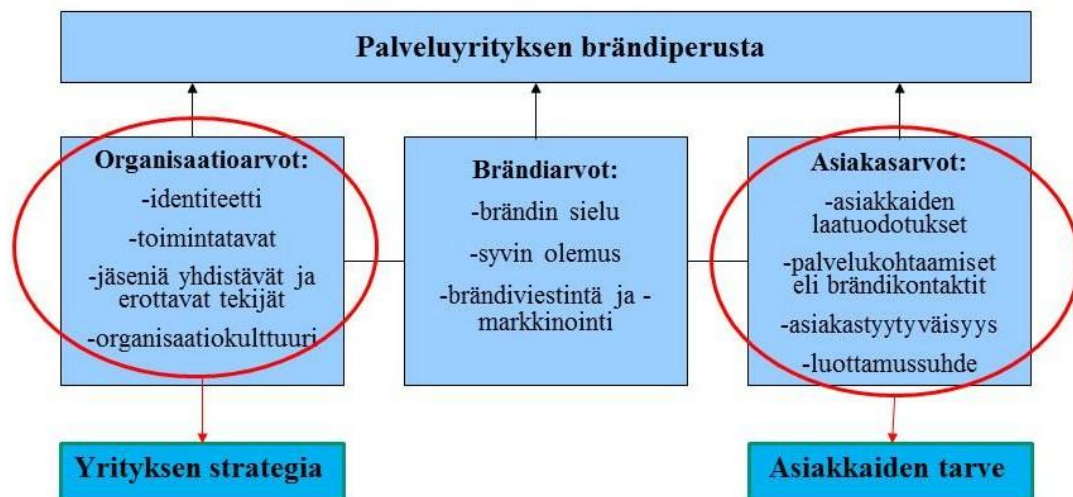 Palveluyrityksen brändiperusta
Organisaatioarvot:
-identiteetti
-toimintatavat
-jäseniä yhdistävät ja
erottavat tekijät
-organisaatiokulttuuri
Brändiarvot:
-brändin sielu
-syvin olemus
-brändiviestintä ja -
markkinointi
Asiakasarvot:
-asiakkaiden
laatuodotukset
-palvelukohtaamiset
eli brändikontaktit
-asiakastyytyväisyys
-luottamussuhde
Yrityksen strategia
Asiakkaiden tarve